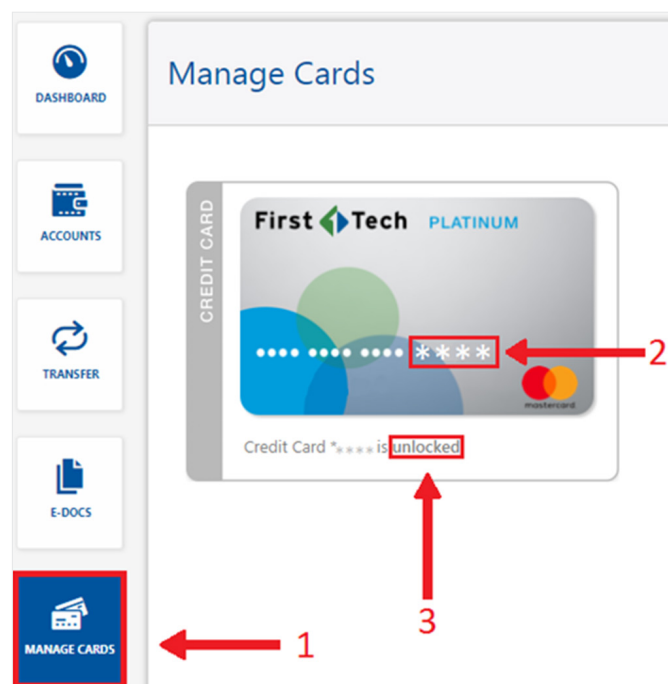 DASHBOARD
Manage Cards
ACCOUNTS
CREDIT CARD
First Tech PLATINUM
•••• •••• •••• ****
2
mastercard
TRANSFER
Credit Card ***** is unlocked
E-DOCS
3
MANAGE CARDS
1